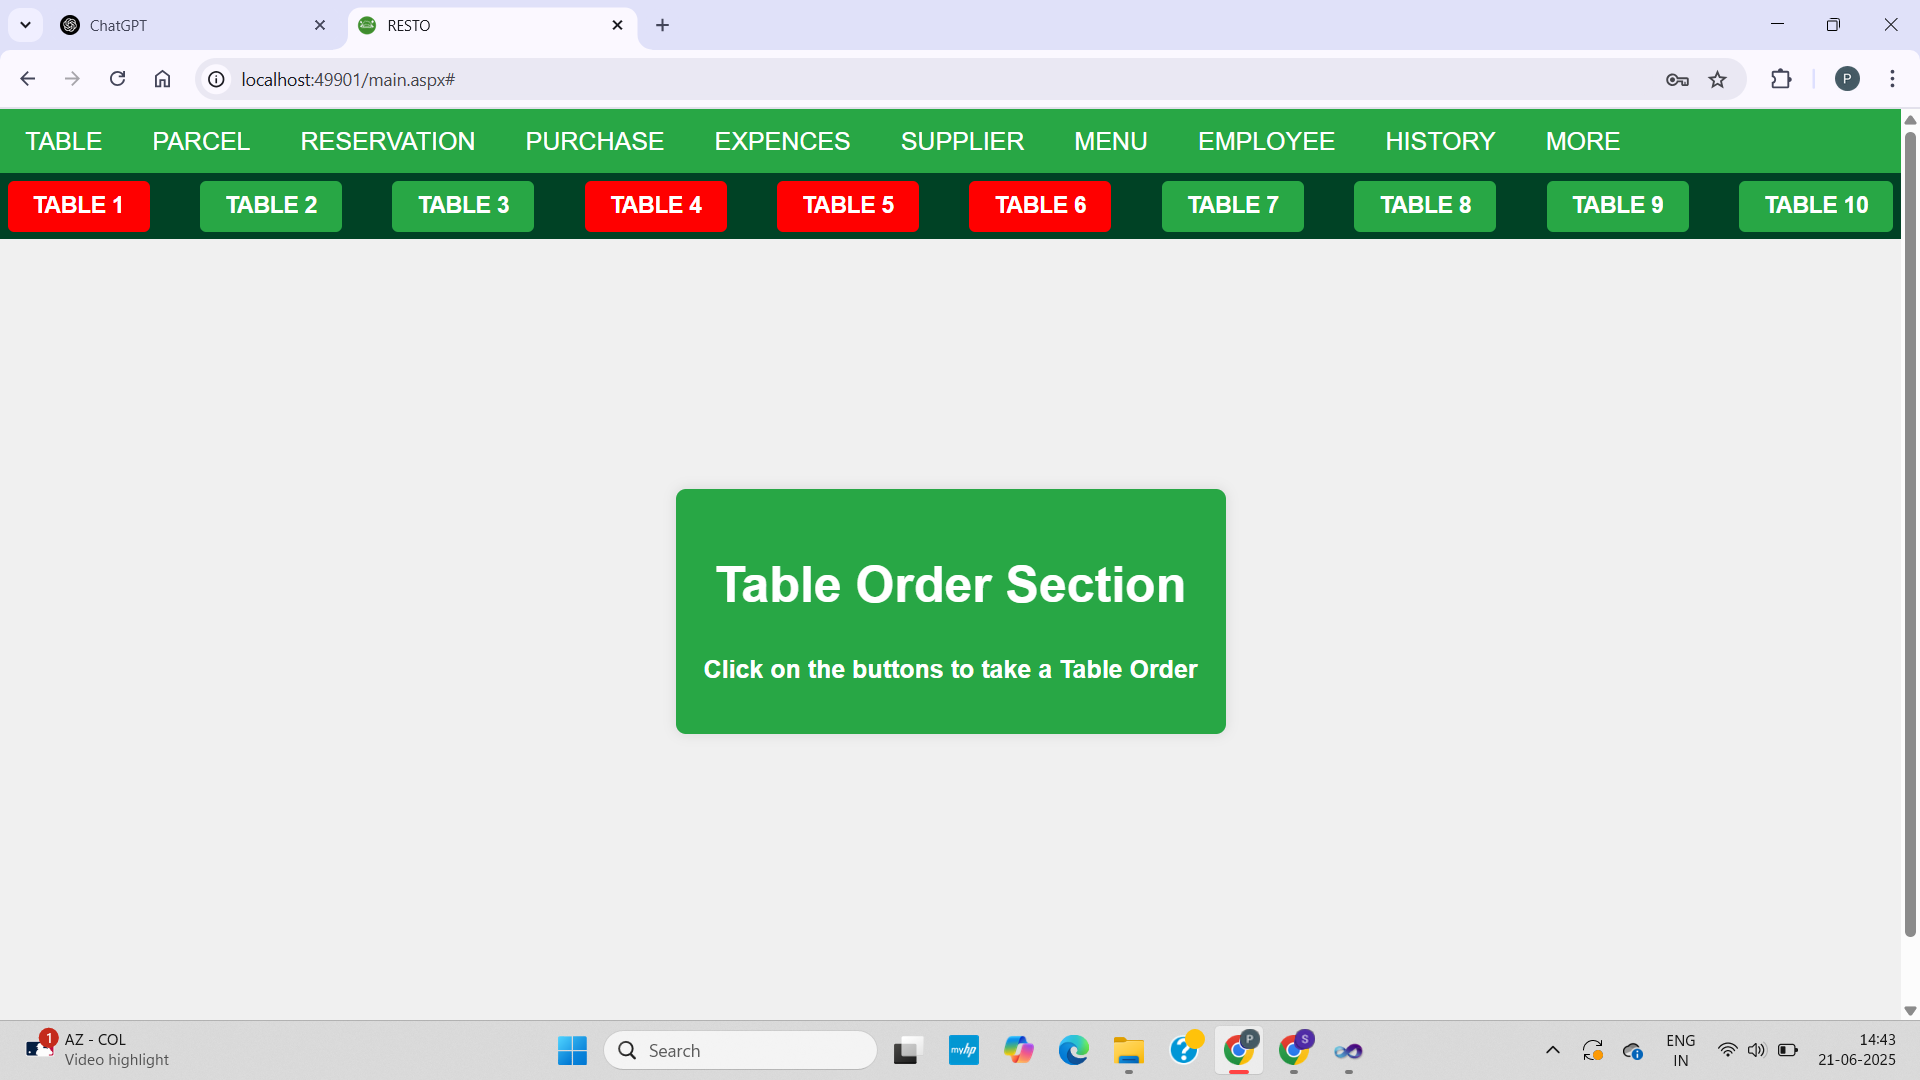 ChatGPT
RESTO
localhost:49901/main.aspx#
P
TABLE PARCEL RESERVATION PURCHASE EXPENCES SUPPLIER MENU EMPLOYEE HISTORY MORE
TABLE 1 TABLE 2 TABLE 3 TABLE 4 TABLE 5 TABLE 6 TABLE 7 TABLE 8 TABLE 9 TABLE 10
Table Order Section
Click on the buttons to take a Table Order
1
AZ - COL
Video highlight
Search
myhp
P
S
ENG
IN
14:43
21-06-2025